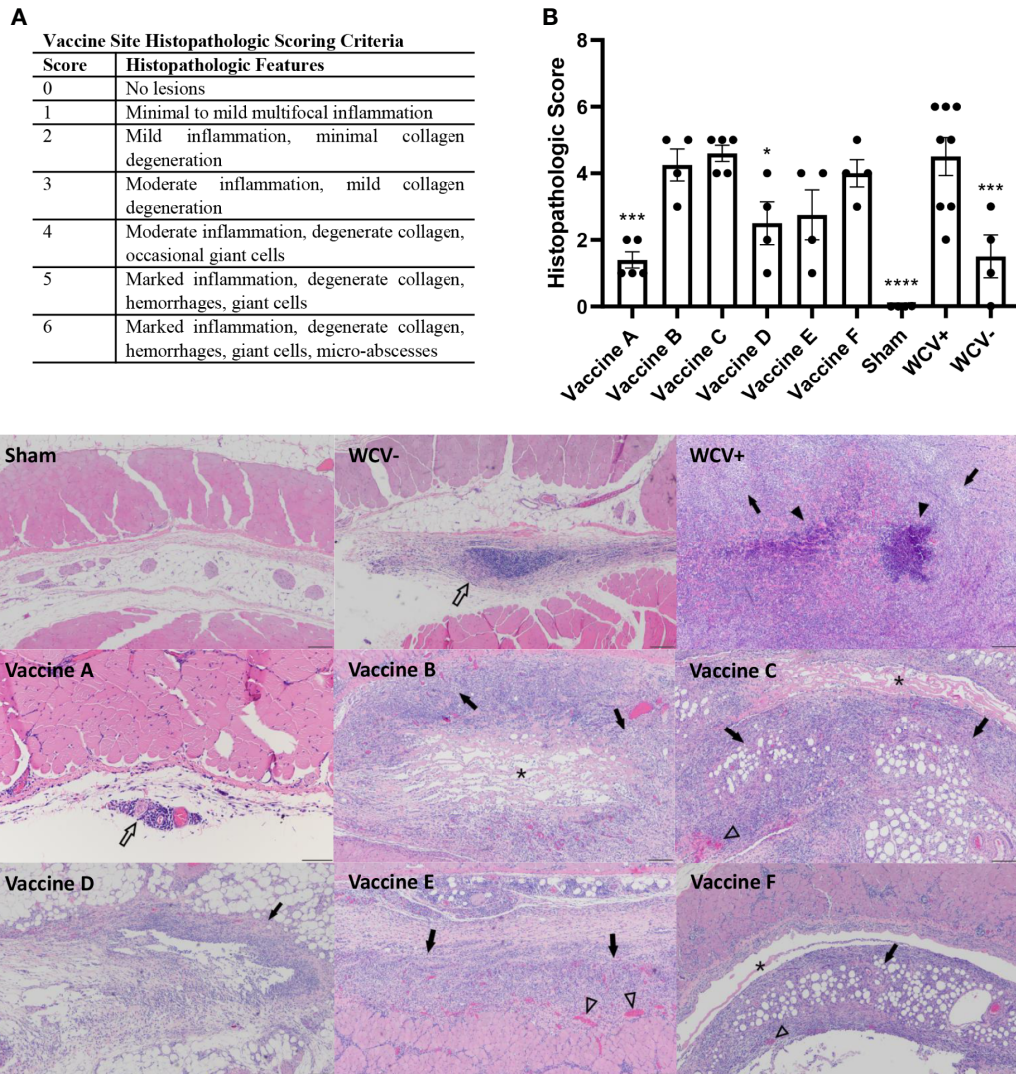 A
Vaccine Site Histopathologic Scoring Criteria
Score Histopathologic Features
0 No lesions
1 Minimal to mild multifocal inflammation
2 Mild inflammation, minimal collagen
degeneration
3 Moderate inflammation, mild collagen
degeneration
4 Moderate inflammation, degenerate collagen,
occasional giant cells
5 Marked inflammation, degenerate collagen,
hemorrhages, giant cells
6 Marked inflammation, degenerate collagen,
hemorrhages, giant cells, micro-abscesses
B
Histopathologic Score
8
6
4
2
0
***
*
****
***
Vaccine A
Vaccine B
Vaccine C
Vaccine D
Vaccine E
Vaccine F
Sham
WCV+
WCV-
Sham
WCV-
WCV+
Vaccine A
Vaccine B
*
Vaccine C
*
Vaccine D
Vaccine E
Vaccine F
*